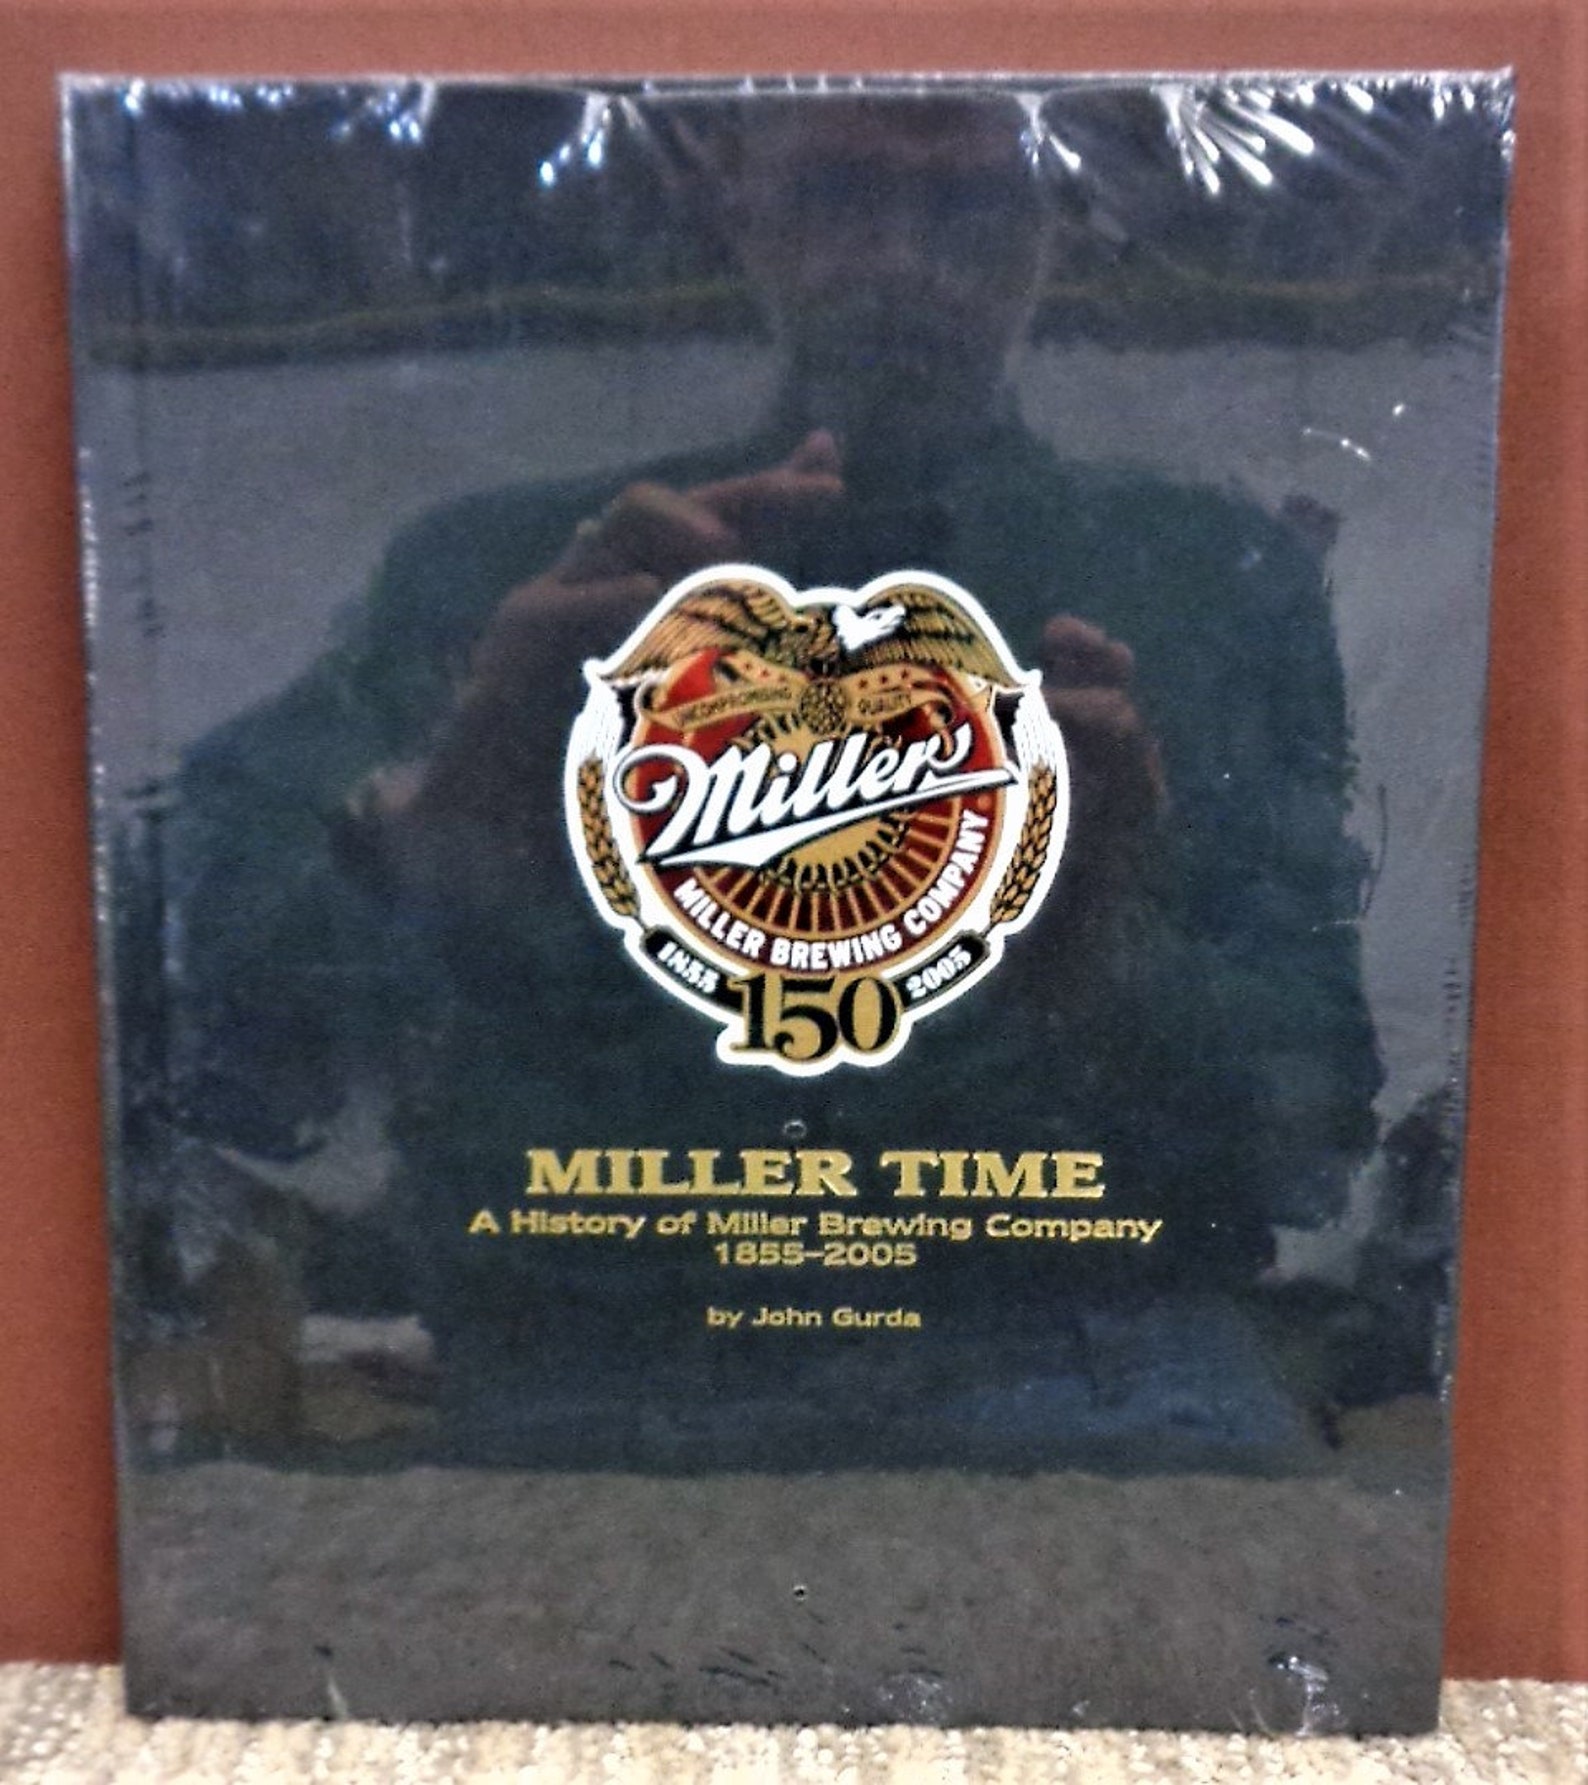 UNCOMPROMISING QUALITY
Miller
MILLER BREWING COMPANY
1855 150 2005
MILLER TIME
A History of Miller Brewing Company
1855–2005
by John Gurda